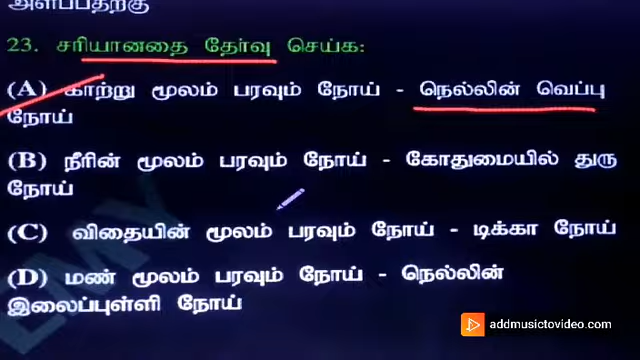 அளப்பதற்கு
23. சரியானதை தேர்வு செய்க:
(A) காற்று மூலம் பரவும் நோய் - நெல்லின் வெப்பு
நோய்
(B) நீரின் மூலம் பரவும் நோய் - கோதுமையில் துரு
நோய்
(C) விதையின் மூலம் பரவும் நோய் - டிக்கா நோய்
(D) மண் மூலம் பரவும் நோய் - நெல்லின்
இலைப்புள்ளி நோய்
addmusictovideo.com